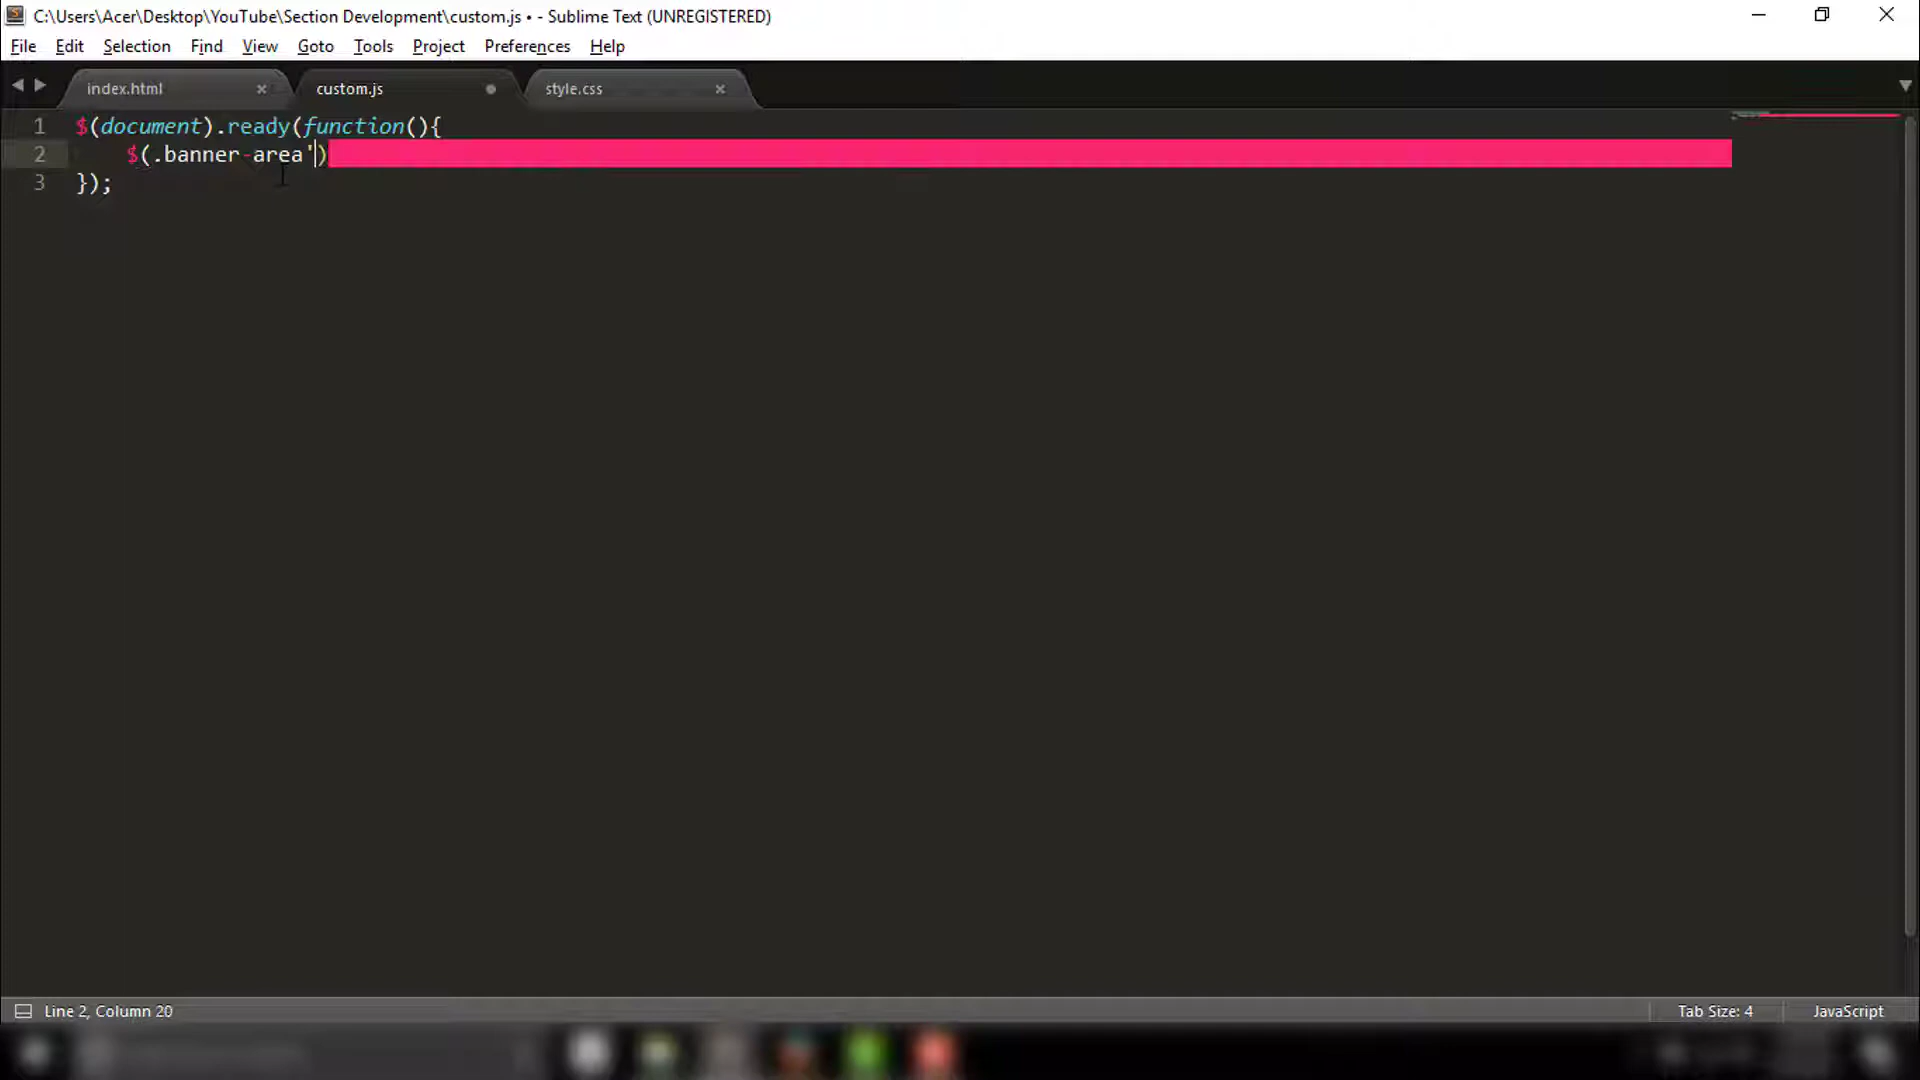 C:\Users\Acer\Desktop\YouTube\Section Development\custom.js • - Sublime Text (UNREGISTERED)
File Edit Selection Find View Goto Tools Project Preferences Help
index.html × custom.js style.css ×
1 $(document).ready(function(){
2 $(.banner-area')
3 });
Line 2, Column 20 Tab Size: 4 JavaScript